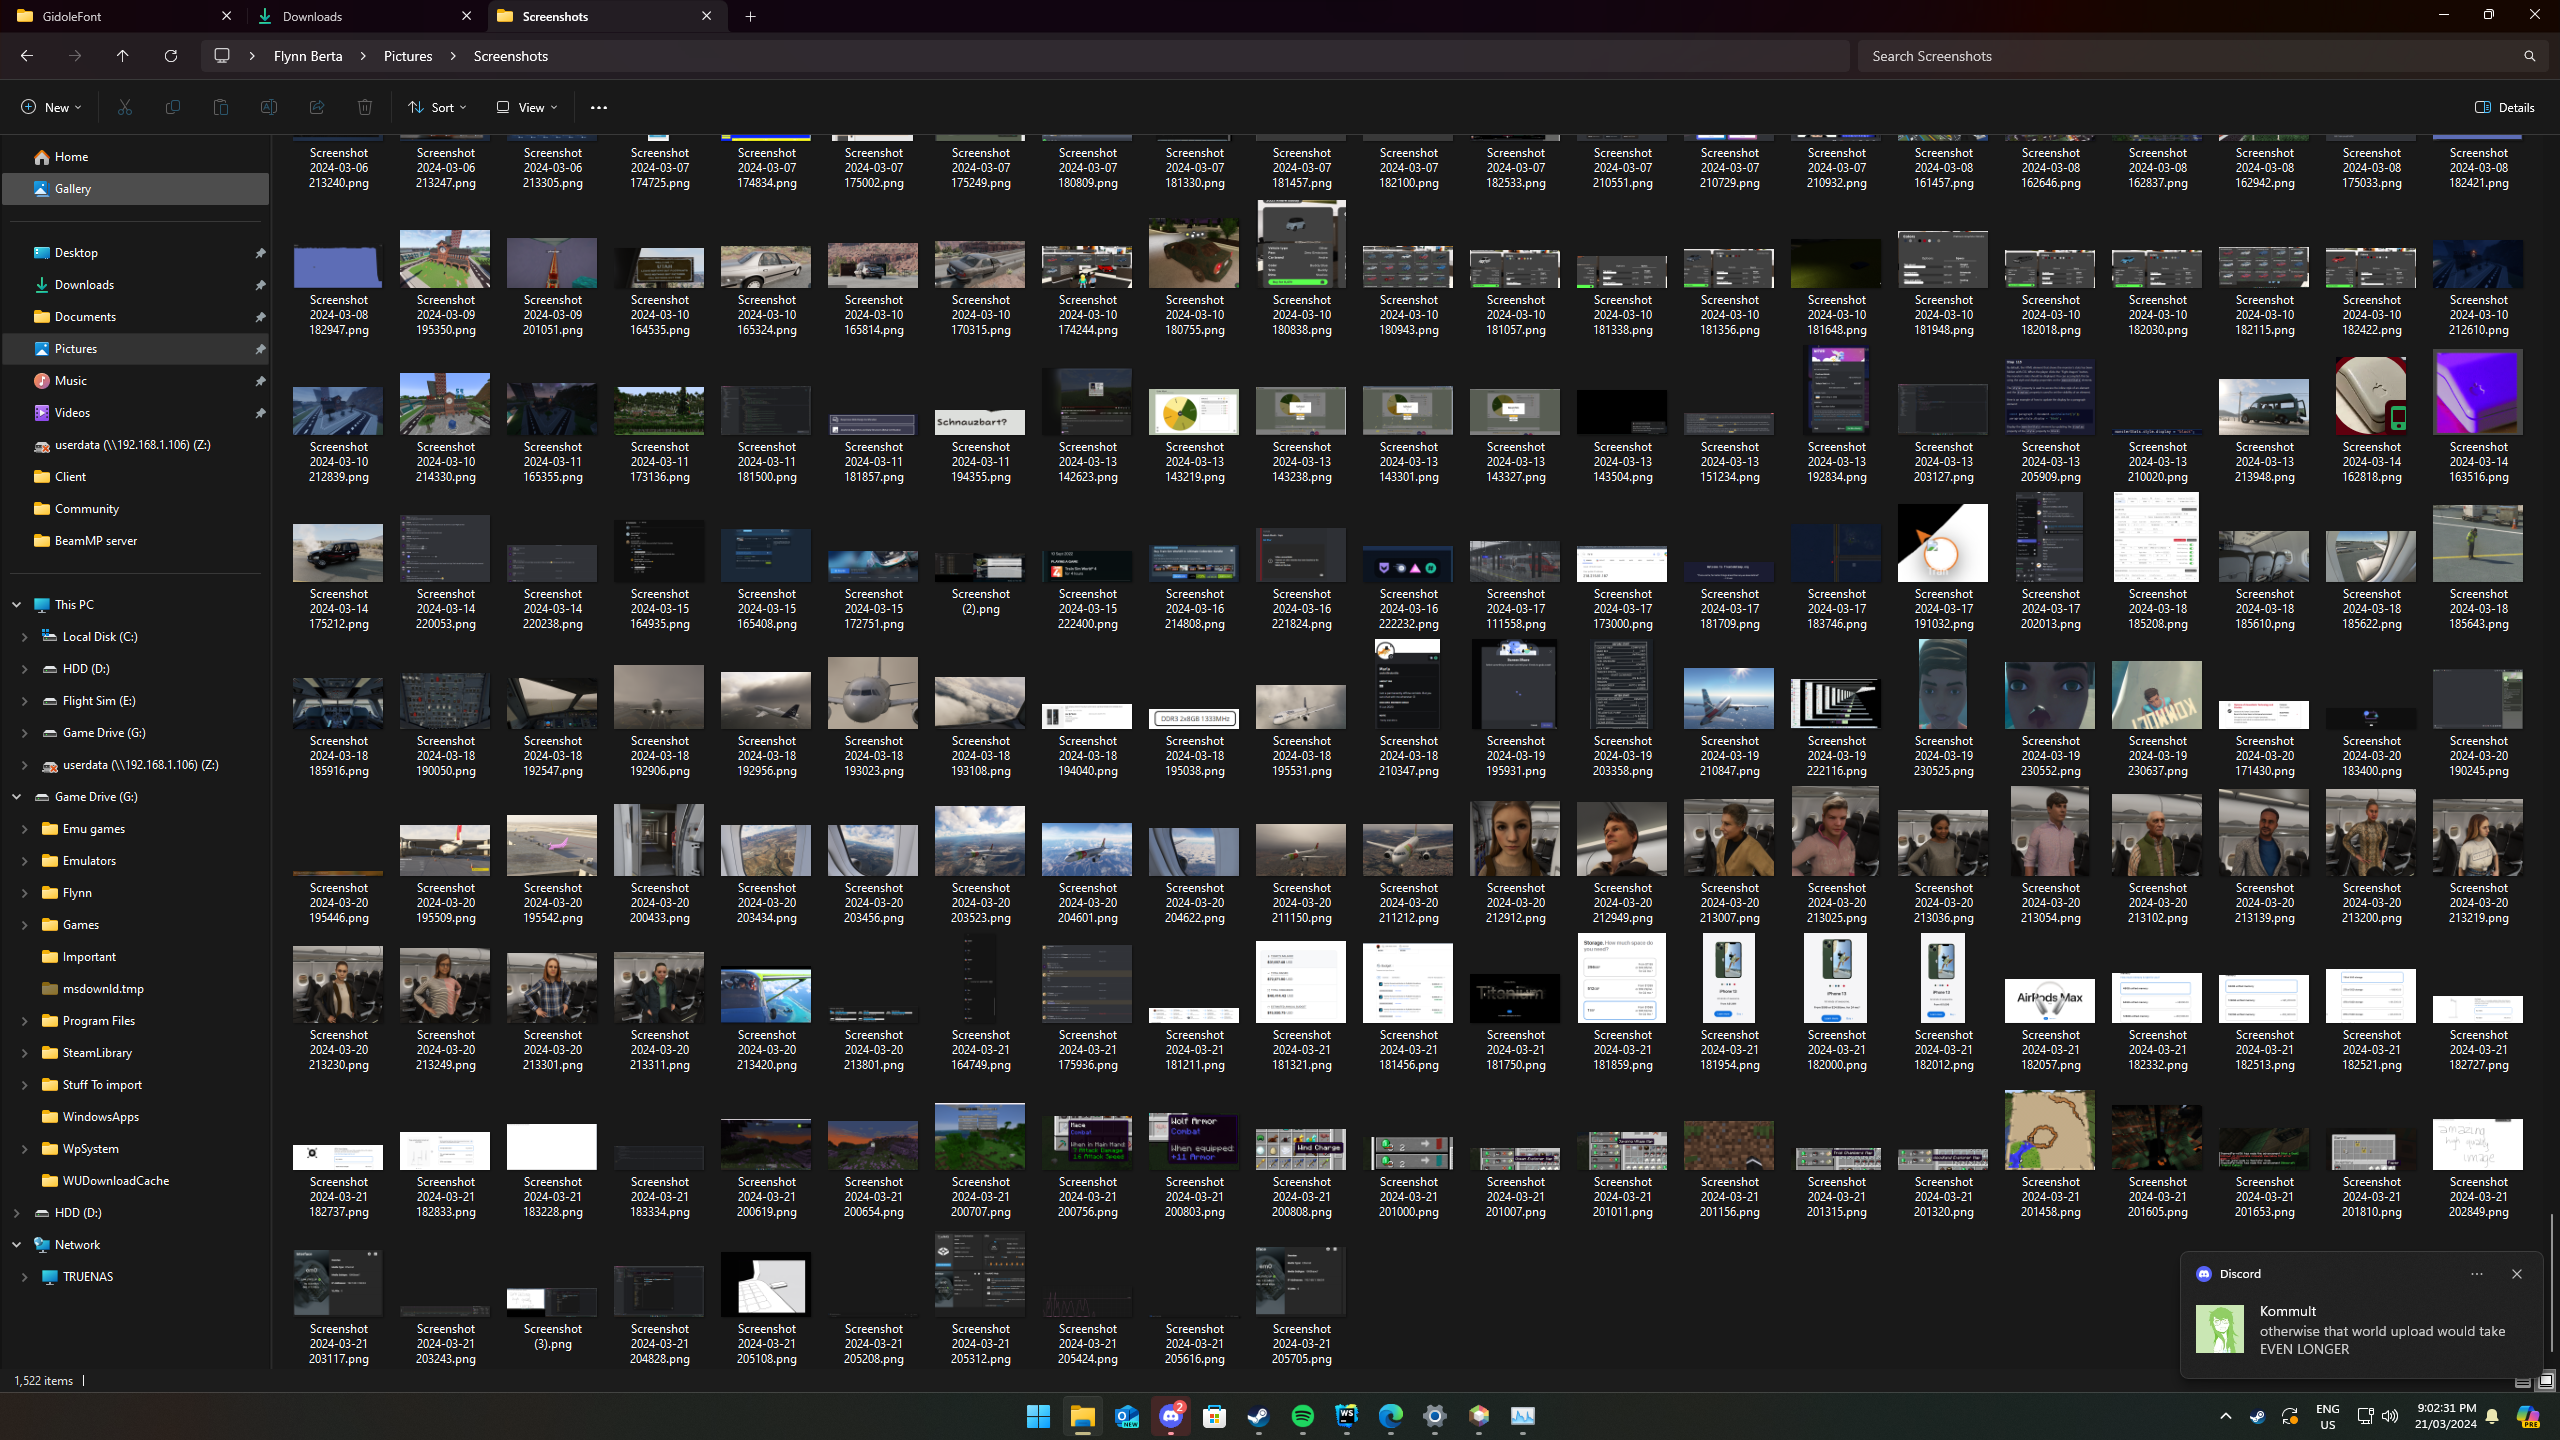 GidoleFont
Downloads
Screenshots
Flynn Berta
Pictures
Screenshots
Search Screenshots
New
Sort
View
Details
Home
Gallery
Desktop
Downloads
Documents
Pictures
Music
Videos
userdata (\\192.168.1.106) (Z:)
Client
Community
BeamMP server
This PC
Local Disk (C:)
HDD (D:)
Flight Sim (E:)
Game Drive (G:)
userdata (\\192.168.1.106) (Z:)
Game Drive (G:)
Emu games
Emulators
Flynn
Games
Important
msdownld.tmp
Program Files
SteamLibrary
Stuff To import
WindowsApps
WpSystem
WUDownloadCache
HDD (D:)
Network
TRUENAS
Screenshot 2024-03-06 213240.png
Screenshot 2024-03-06 213247.png
Screenshot 2024-03-06 213305.png
Screenshot 2024-03-07 174725.png
Screenshot 2024-03-07 174834.png
Screenshot 2024-03-07 175002.png
Screenshot 2024-03-07 175249.png
Screenshot 2024-03-07 180809.png
Screenshot 2024-03-07 181330.png
Screenshot 2024-03-07 181457.png
Screenshot 2024-03-07 182100.png
Screenshot 2024-03-07 182533.png
Screenshot 2024-03-07 210551.png
Screenshot 2024-03-07 210729.png
Screenshot 2024-03-07 210932.png
Screenshot 2024-03-08 161457.png
Screenshot 2024-03-08 162646.png
Screenshot 2024-03-08 162837.png
Screenshot 2024-03-08 162942.png
Screenshot 2024-03-08 175033.png
Screenshot 2024-03-08 182421.png
Screenshot 2024-03-08 182947.png
Screenshot 2024-03-09 195350.png
Screenshot 2024-03-09 201051.png
Screenshot 2024-03-10 164535.png
Screenshot 2024-03-10 165324.png
Screenshot 2024-03-10 165814.png
Screenshot 2024-03-10 170315.png
Screenshot 2024-03-10 174244.png
Screenshot 2024-03-10 180755.png
Screenshot 2024-03-10 180838.png
Screenshot 2024-03-10 180943.png
Screenshot 2024-03-10 181057.png
Screenshot 2024-03-10 181338.png
Screenshot 2024-03-10 181356.png
Screenshot 2024-03-10 181648.png
Screenshot 2024-03-10 181948.png
Screenshot 2024-03-10 182018.png
Screenshot 2024-03-10 182030.png
Screenshot 2024-03-10 182115.png
Screenshot 2024-03-10 182422.png
Screenshot 2024-03-10 212610.png
Schnauzbart?
Screenshot 2024-03-10 212839.png
Screenshot 2024-03-10 214330.png
Screenshot 2024-03-11 165355.png
Screenshot 2024-03-11 173136.png
Screenshot 2024-03-11 181500.png
Screenshot 2024-03-11 181857.png
Screenshot 2024-03-11 194355.png
Screenshot 2024-03-13 142623.png
Screenshot 2024-03-13 143219.png
Screenshot 2024-03-13 143238.png
Screenshot 2024-03-13 143301.png
Screenshot 2024-03-13 143327.png
Screenshot 2024-03-13 143504.png
Screenshot 2024-03-13 151234.png
Screenshot 2024-03-13 192834.png
Screenshot 2024-03-13 203127.png
Screenshot 2024-03-13 205909.png
Screenshot 2024-03-13 210020.png
Screenshot 2024-03-13 213948.png
Screenshot 2024-03-14 162818.png
Screenshot 2024-03-14 163516.png
Screenshot 2024-03-14 175212.png
Screenshot 2024-03-14 220053.png
Screenshot 2024-03-14 220238.png
Screenshot 2024-03-15 164935.png
Screenshot 2024-03-15 165408.png
Screenshot 2024-03-15 172751.png
Screenshot (2).png
Screenshot 2024-03-15 222400.png
Screenshot 2024-03-16 214808.png
Screenshot 2024-03-16 221824.png
Screenshot 2024-03-16 222232.png
Screenshot 2024-03-17 111558.png
Screenshot 2024-03-17 173000.png
Screenshot 2024-03-17 181709.png
Screenshot 2024-03-17 183746.png
Screenshot 2024-03-17 191032.png
Screenshot 2024-03-17 202013.png
Screenshot 2024-03-18 185208.png
Screenshot 2024-03-18 185610.png
Screenshot 2024-03-18 185622.png
Screenshot 2024-03-18 185643.png
DDR3 2x8GB 1333MHz
Screenshot 2024-03-18 185916.png
Screenshot 2024-03-18 190050.png
Screenshot 2024-03-18 192547.png
Screenshot 2024-03-18 192906.png
Screenshot 2024-03-18 192956.png
Screenshot 2024-03-18 193023.png
Screenshot 2024-03-18 193108.png
Screenshot 2024-03-18 194040.png
Screenshot 2024-03-18 195038.png
Screenshot 2024-03-18 195531.png
Screenshot 2024-03-18 210347.png
Screenshot 2024-03-19 195931.png
Screenshot 2024-03-19 203358.png
Screenshot 2024-03-19 210847.png
Screenshot 2024-03-19 222116.png
Screenshot 2024-03-19 230525.png
Screenshot 2024-03-19 230552.png
Screenshot 2024-03-19 230637.png
Screenshot 2024-03-20 171430.png
Screenshot 2024-03-20 183400.png
Screenshot 2024-03-20 190245.png
Screenshot 2024-03-20 195446.png
Screenshot 2024-03-20 195509.png
Screenshot 2024-03-20 195542.png
Screenshot 2024-03-20 200433.png
Screenshot 2024-03-20 203434.png
Screenshot 2024-03-20 203456.png
Screenshot 2024-03-20 203523.png
Screenshot 2024-03-20 204601.png
Screenshot 2024-03-20 204622.png
Screenshot 2024-03-20 211150.png
Screenshot 2024-03-20 211212.png
Screenshot 2024-03-20 212912.png
Screenshot 2024-03-20 212949.png
Screenshot 2024-03-20 213007.png
Screenshot 2024-03-20 213025.png
Screenshot 2024-03-20 213036.png
Screenshot 2024-03-20 213054.png
Screenshot 2024-03-20 213102.png
Screenshot 2024-03-20 213139.png
Screenshot 2024-03-20 213200.png
Screenshot 2024-03-20 213219.png
Titanium
Storage. How much space do you need?
iPhone 13
iPhone 13
iPhone 13
AirPods Max
Screenshot 2024-03-20 213230.png
Screenshot 2024-03-20 213249.png
Screenshot 2024-03-20 213301.png
Screenshot 2024-03-20 213311.png
Screenshot 2024-03-20 213420.png
Screenshot 2024-03-20 213801.png
Screenshot 2024-03-21 164749.png
Screenshot 2024-03-21 175936.png
Screenshot 2024-03-21 181211.png
Screenshot 2024-03-21 181321.png
Screenshot 2024-03-21 181456.png
Screenshot 2024-03-21 181750.png
Screenshot 2024-03-21 181859.png
Screenshot 2024-03-21 181954.png
Screenshot 2024-03-21 182000.png
Screenshot 2024-03-21 182012.png
Screenshot 2024-03-21 182057.png
Screenshot 2024-03-21 182332.png
Screenshot 2024-03-21 182513.png
Screenshot 2024-03-21 182521.png
Screenshot 2024-03-21 182727.png
Mace
Combat
When in Main Hand
Wolf Armor
Combat
When equipped:
+11 Armor
Wind Charge
amazing
high quality
image
Screenshot 2024-03-21 182737.png
Screenshot 2024-03-21 182833.png
Screenshot 2024-03-21 183228.png
Screenshot 2024-03-21 183334.png
Screenshot 2024-03-21 200619.png
Screenshot 2024-03-21 200654.png
Screenshot 2024-03-21 200707.png
Screenshot 2024-03-21 200756.png
Screenshot 2024-03-21 200803.png
Screenshot 2024-03-21 200808.png
Screenshot 2024-03-21 201000.png
Screenshot 2024-03-21 201007.png
Screenshot 2024-03-21 201011.png
Screenshot 2024-03-21 201156.png
Screenshot 2024-03-21 201315.png
Screenshot 2024-03-21 201320.png
Screenshot 2024-03-21 201458.png
Screenshot 2024-03-21 201605.png
Screenshot 2024-03-21 201653.png
Screenshot 2024-03-21 201810.png
Screenshot 2024-03-21 202849.png
Screenshot 2024-03-21 203117.png
Screenshot 2024-03-21 203243.png
Screenshot (3).png
Screenshot 2024-03-21 204828.png
Screenshot 2024-03-21 205108.png
Screenshot 2024-03-21 205208.png
Screenshot 2024-03-21 205312.png
Screenshot 2024-03-21 205424.png
Screenshot 2024-03-21 205616.png
Screenshot 2024-03-21 205705.png
Discord
Kommult
otherwise that world upload would take
EVEN LONGER
1,522 items
NEW
2
WS
ENG
US
9:02:31 PM
21/03/2024
PRE